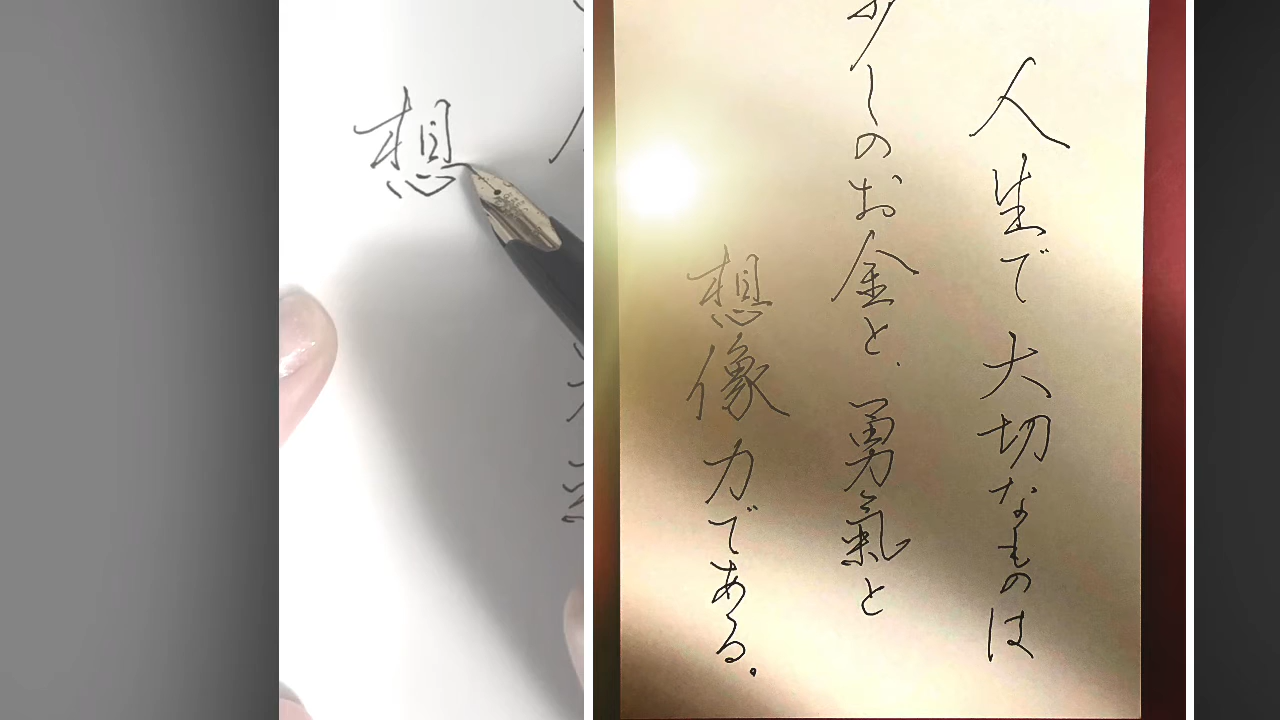 想
人生で大切なものは
少しのお金と、勇氣と
想像力である。